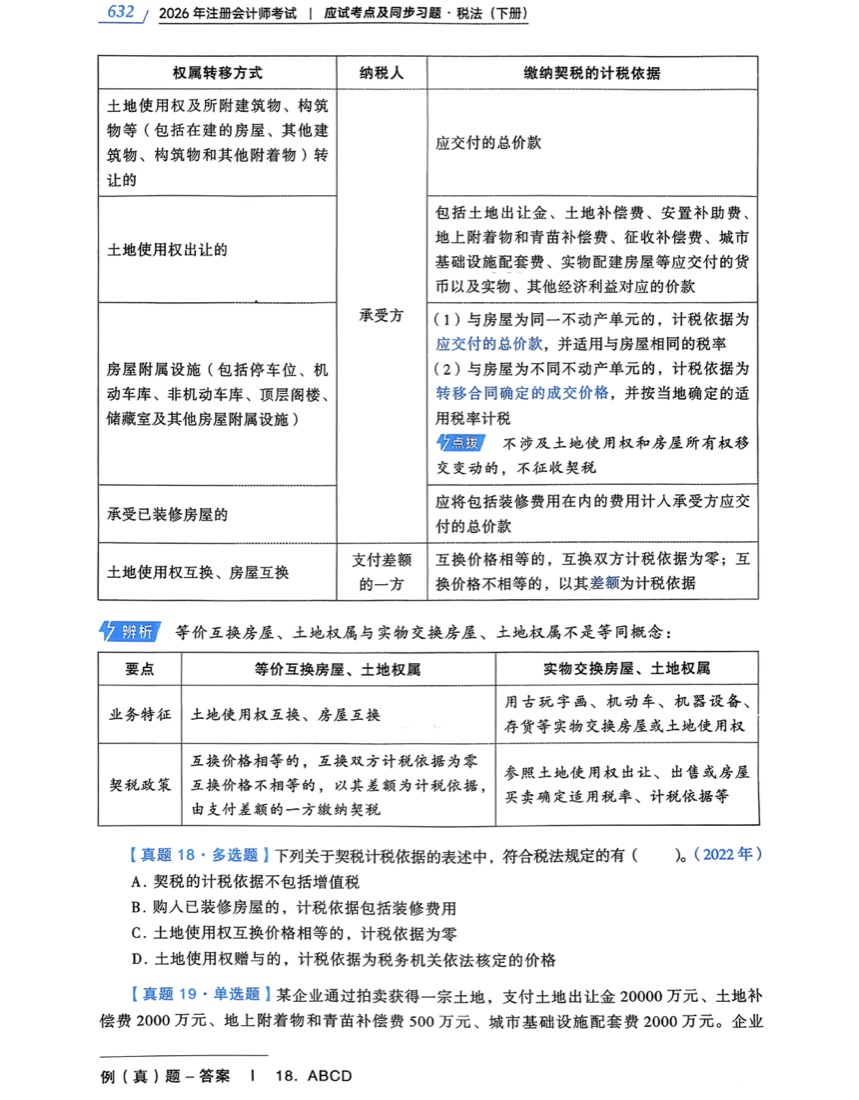 632 / 2026 年注册会计师考试 | 应试考点及同步习题·税法（下册）
权属转移方式 纳税人 缴纳契税的计税依据
土地使用权及所附建筑物、构筑
物等（包括在建的房屋、其他建
筑物、构筑物和其他附着物）转
让的
应交付的总价款
土地使用权出让的
包括土地出让金、土地补偿费、安置补助费、
地上附着物和青苗补偿费、征收补偿费、城市
基础设施配套费、实物配建房屋等应交付的货
币以及实物、其他经济利益对应的价款
承受方
房屋附属设施（包括停车位、机
动车库、非机动车库、顶层阁楼、
储藏室及其他房屋附属设施）
（1）与房屋为同一不动产单元的，计税依据为
应交付的总价款，并适用与房屋相同的税率
（2）与房屋为不同不动产单元的，计税依据为
转移合同确定的成交价格，并按当地确定的适
用税率计税
点拨 不涉及土地使用权和房屋所有权移
交变动的，不征收契税
承受已装修房屋的
应将包括装修费用在内的费用计入承受方应交
付的总价款
土地使用权互换、房屋互换
支付差额
的一方
互换价格相等的，互换双方计税依据为零；互
换价格不相等的，以其差额为计税依据
辨析 等价互换房屋、土地权属与实物交换房屋、土地权属不是等同概念：
要点 等价互换房屋、土地权属 实物交换房屋、土地权属
业务特征 土地使用权互换、房屋互换
用古玩字画、机动车、机器设备、
存货等实物交换房屋或土地使用权
契税政策
互换价格相等的，互换双方计税依据为零
互换价格不相等的，以其差额为计税依据，
由支付差额的一方缴纳契税
参照土地使用权出让、出售或房屋
买卖确定适用税率、计税依据等
【真题 18·多选题】下列关于契税计税依据的表述中，符合税法规定的有（ ）。（2022 年）
A. 契税的计税依据不包括增值税
B. 购入已装修房屋的，计税依据包括装修费用
C. 土地使用权互换价格相等的，计税依据为零
D. 土地使用权赠与的，计税依据为税务机关依法核定的价格
【真题 19·单选题】某企业通过拍卖获得一宗土地，支付土地出让金 20000 万元、土地补
偿费 2000 万元、地上附着物和青苗补偿费 500 万元、城市基础设施配套费 2000 万元。企业
例（真）题－答案 | 18. ABCD